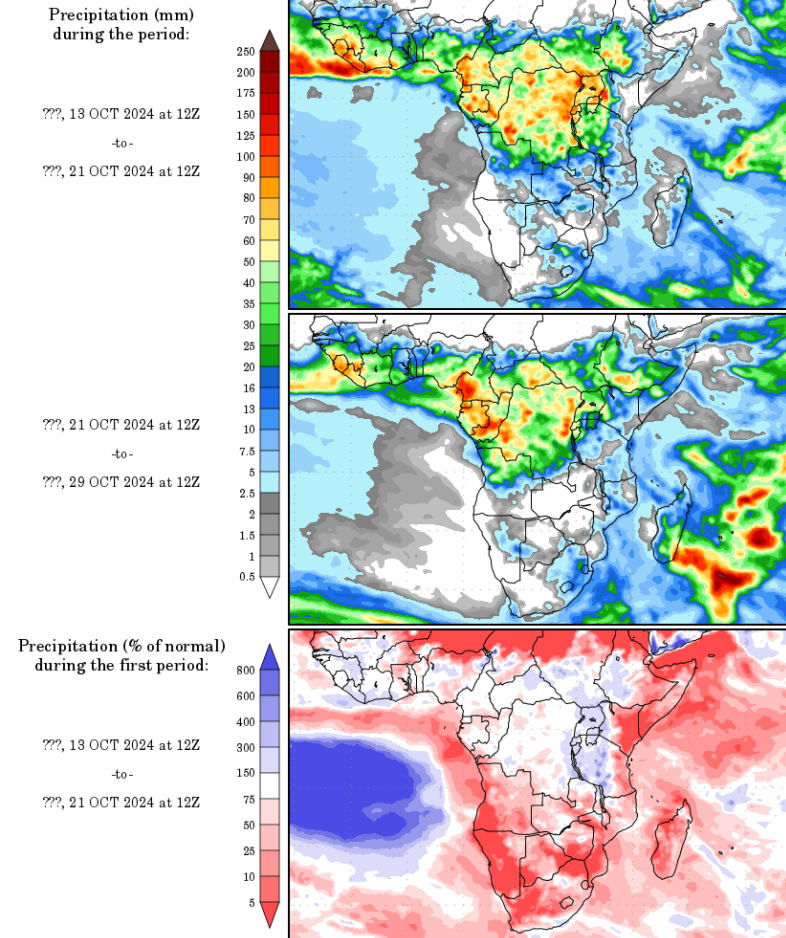 Precipitation (mm)
during the period:
???, 13 OCT 2024 at 12Z
-to-
???, 21 OCT 2024 at 12Z
250
200
175
150
125
100
90
80
70
60
50
40
35
30
25
20
16
13
10
7.5
5
2.5
2
1.5
1
0.5
???, 21 OCT 2024 at 12Z
-to-
???, 29 OCT 2024 at 12Z
Precipitation (% of normal)
during the first period:
???, 13 OCT 2024 at 12Z
-to-
???, 21 OCT 2024 at 12Z
800
600
400
300
150
75
50
25
10
5